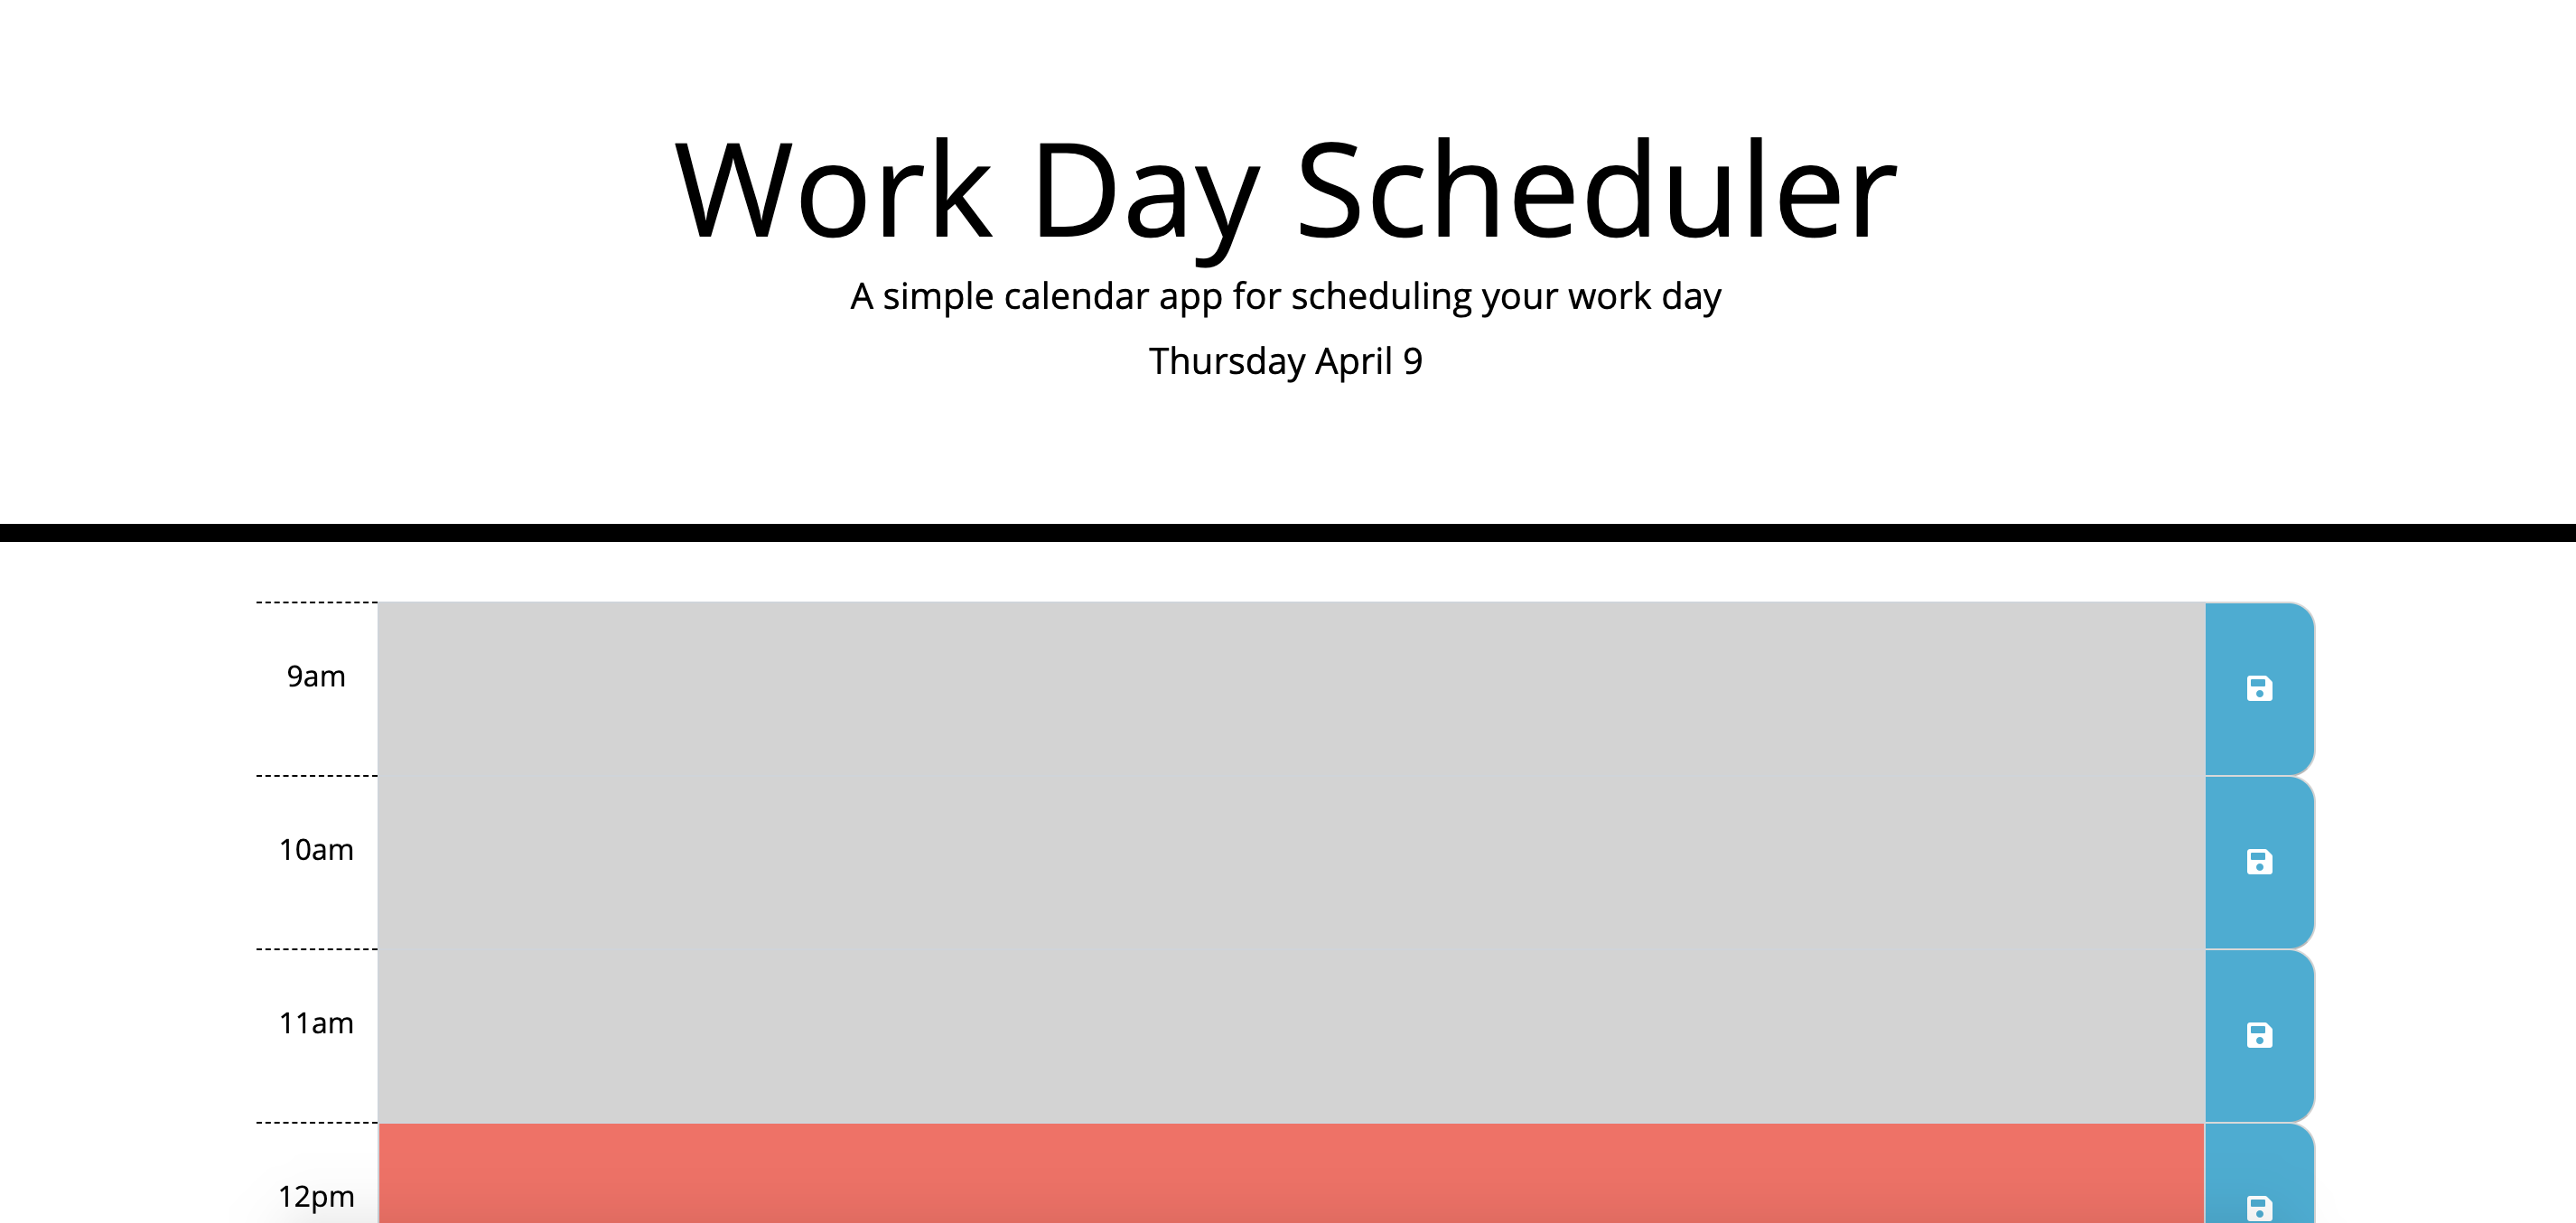 Work Day Scheduler
A simple calendar app for scheduling your work day
Thursday April 9
9am
10am
11am
12pm